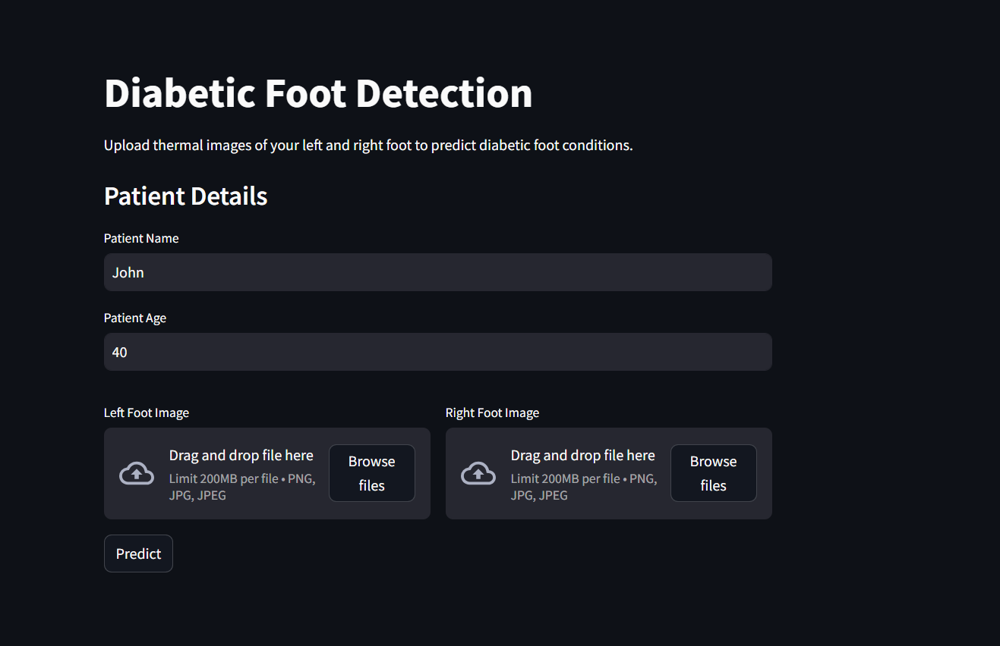 Diabetic Foot Detection
Upload thermal images of your left and right foot to predict diabetic foot conditions.
Patient Details
Patient Name
John
Patient Age
40
Left Foot Image
Drag and drop file here
Limit 200MB per file • PNG,
JPG, JPEG
Browse
files
Right Foot Image
Drag and drop file here
Limit 200MB per file • PNG,
JPG, JPEG
Browse
files
Predict